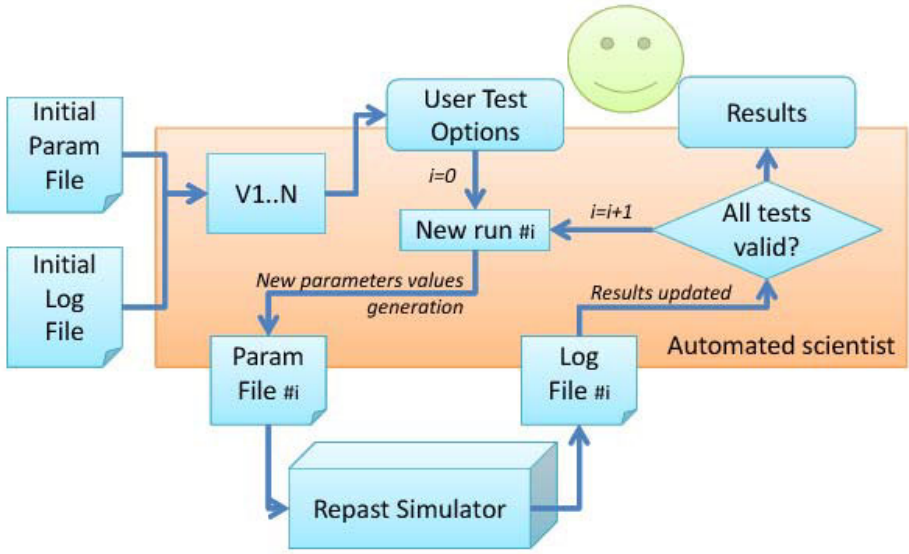 Initial
Param
File
Initial
Log
File
V1..N
User Test
Options
Results
i=0
New run #i
i=i+1
All tests
valid?
New parameters values
generation
Results updated
Automated scientist
Param
File #i
Log
File #i
Repast Simulator